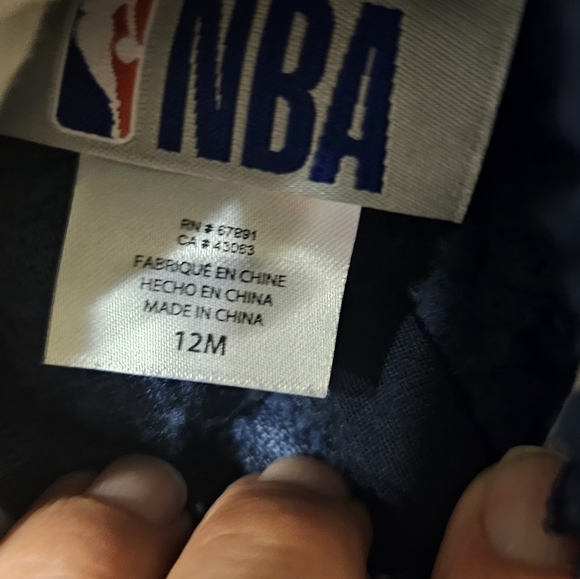 NBA
RN # 67891
CA # 43063
FABRIQUÉ EN CHINE
HECHO EN CHINA
MADE IN CHINA
12M